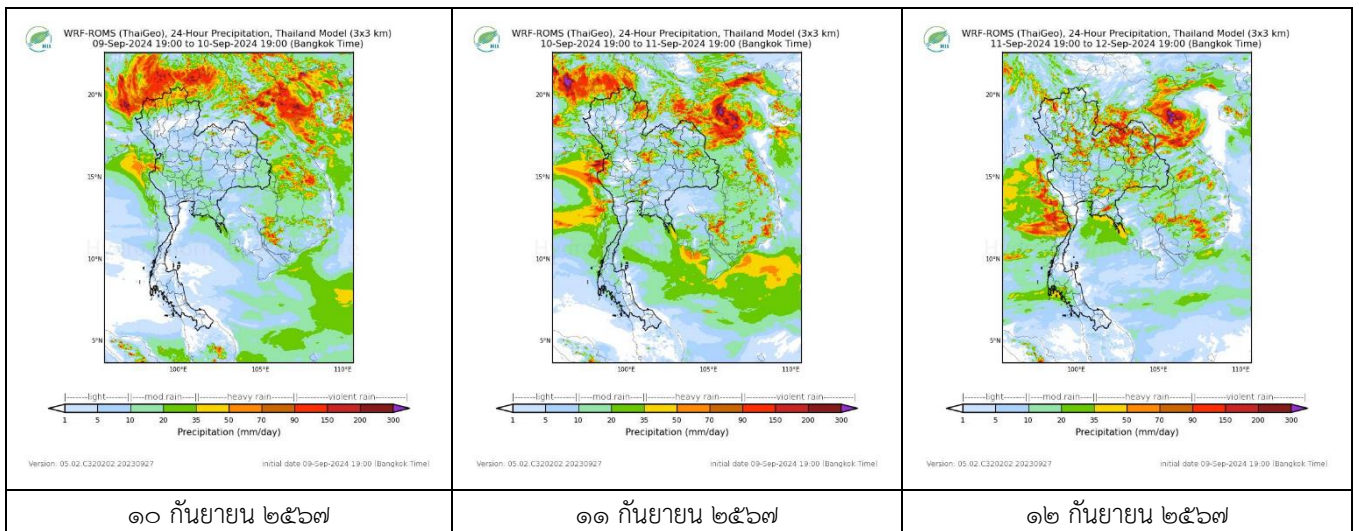 WRF-ROMS (ThaiGeo), 24-Hour Precipitation, Thailand Model (3x3 km)
09-Sep-2024 19:00 to 10-Sep-2024 19:00 (Bangkok Time)
20°N
15°N
10°N
5°N
100°E 105°E 110°E
|-------light-----||----mod rain-----||------heavy rain-------||------violent rain-------|
1 5 10 20 35 50 70 90 150 200 300
Precipitation (mm/day)
Version: 05.02.C320202.20230927 initial date 09-Sep-2024 19:00 (Bangkok Time)
๑๐ กันยายน ๒๕๖๗
WRF-ROMS (ThaiGeo), 24-Hour Precipitation, Thailand Model (3x3 km)
10-Sep-2024 19:00 to 11-Sep-2024 19:00 (Bangkok Time)
20°N
15°N
10°N
5°N
100°E 105°E 110°E
|-------light-----||----mod rain-----||------heavy rain-------||------violent rain-------|
1 5 10 20 35 50 70 90 150 200 300
Precipitation (mm/day)
Version: 05.02.C320202.20230927 initial date 09-Sep-2024 19:00 (Bangkok Time)
๑๑ กันยายน ๒๕๖๗
WRF-ROMS (ThaiGeo), 24-Hour Precipitation, Thailand Model (3x3 km)
11-Sep-2024 19:00 to 12-Sep-2024 19:00 (Bangkok Time)
20°N
15°N
10°N
5°N
100°E 105°E 110°E
|-------light-----||----mod rain-----||------heavy rain-------||------violent rain-------|
1 5 10 20 35 50 70 90 150 200 300
Precipitation (mm/day)
Version: 05.02.C320202.20230927 initial date 09-Sep-2024 19:00 (Bangkok Time)
๑๒ กันยายน ๒๕๖๗